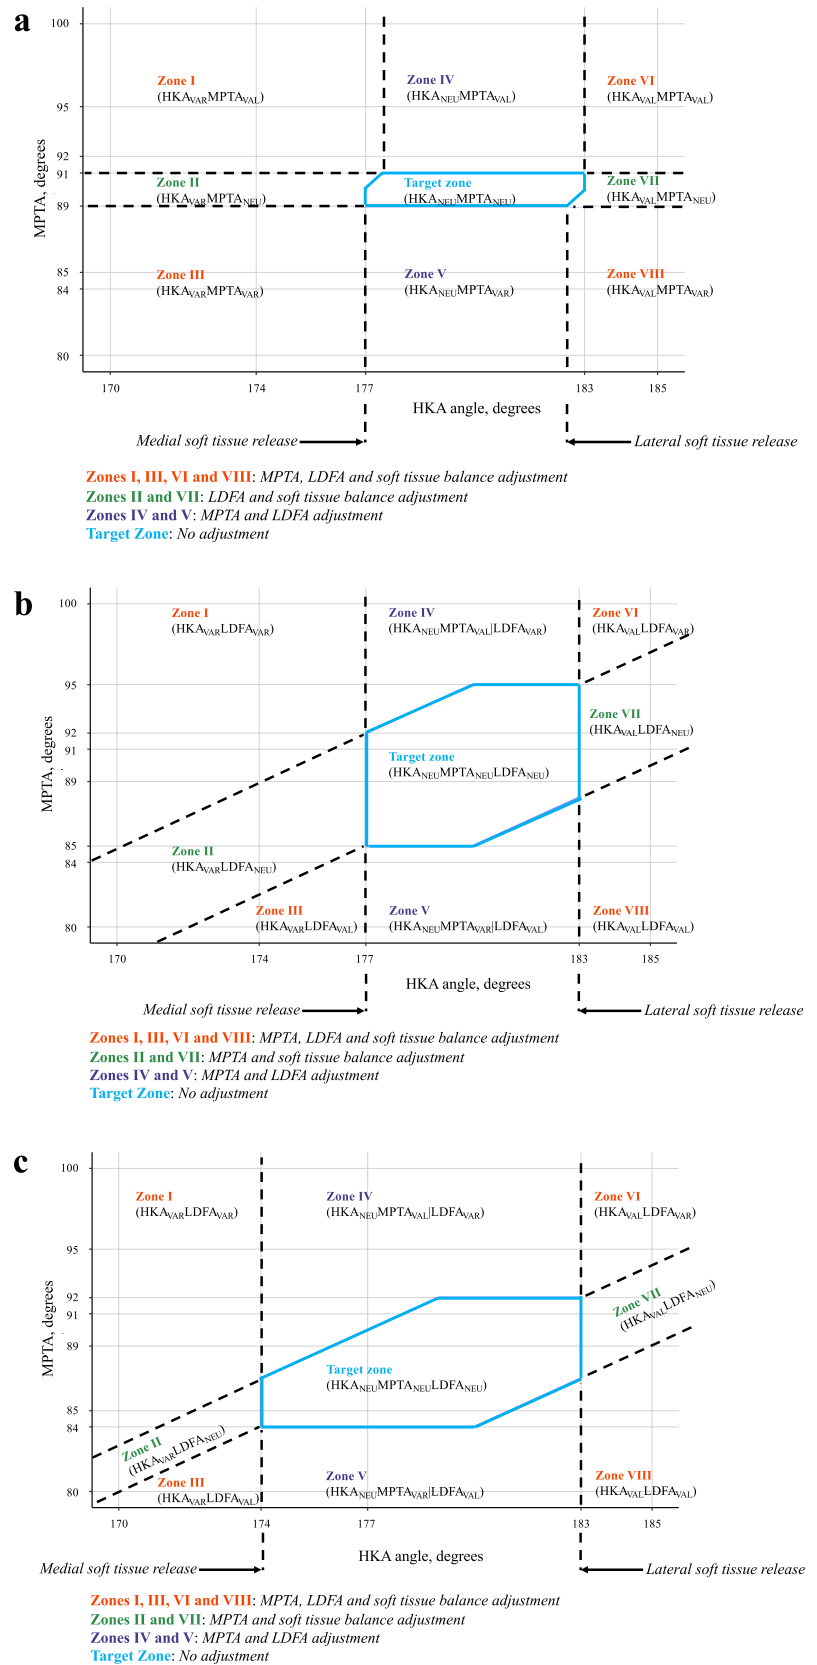 a
100
Zone I
(HKAVARMPTAVAL)
Zone IV
(HKANEUMPTAVAL)
Zone VI
(HKAVALMPTAVAL)
95
92
91
Zone II
(HKAVARMPTANEU)
Target zone
(HKANEUMPTANEU)
Zone VII
(HKAVALMPTANEU)
89
MPTA, degrees
85
84
Zone III
(HKAVARMPTAVAR)
Zone V
(HKANEUMPTAVAR)
Zone VIII
(HKAVALMPTAVAR)
80
170 174 177 183 185
HKA angle, degrees
Medial soft tissue release
Lateral soft tissue release
Zones I, III, VI and VIII: MPTA, LDFA and soft tissue balance adjustment
Zones II and VII: LDFA and soft tissue balance adjustment
Zones IV and V: MPTA and LDFA adjustment
Target Zone: No adjustment
b
100
Zone I
(HKAVARLDFAVAR)
Zone IV
(HKANEUMPTAVAL|LDFAVAR)
Zone VI
(HKAVALLDFAVAR)
95
92
91
Zone VII
(HKAVALLDFANEU)
Target zone
(HKANEUMPTANEULDFANEU)
89
MPTA, degrees
85
84
Zone II
(HKAVARLDFANEU)
Zone III
(HKAVARLDFAVAL)
Zone V
(HKANEUMPTAVAR|LDFAVAL)
Zone VIII
(HKAVALLDFAVAL)
80
170 174 177 183 185
HKA angle, degrees
Medial soft tissue release
Lateral soft tissue release
Zones I, III, VI and VIII: MPTA, LDFA and soft tissue balance adjustment
Zones II and VII: MPTA and soft tissue balance adjustment
Zones IV and V: MPTA and LDFA adjustment
Target Zone: No adjustment
c
100
Zone I
(HKAVARLDFAVAR)
Zone IV
(HKANEUMPTAVAL|LDFAVAR)
Zone VI
(HKAVALLDFAVAR)
95
92
91
Zone VII
(HKAVALLDFANEU)
89
MPTA, degrees
Target zone
(HKANEUMPTANEULDFANEU)
85
84
Zone II
(HKAVARLDFANEU)
Zone III
(HKAVARLDFAVAL)
Zone V
(HKANEUMPTAVAR|LDFAVAL)
Zone VIII
(HKAVALLDFAVAL)
80
170 174 177 183 185
HKA angle, degrees
Medial soft tissue release
Lateral soft tissue release
Zones I, III, VI and VIII: MPTA, LDFA and soft tissue balance adjustment
Zones II and VII: MPTA and soft tissue balance adjustment
Zones IV and V: MPTA and LDFA adjustment
Target Zone: No adjustment